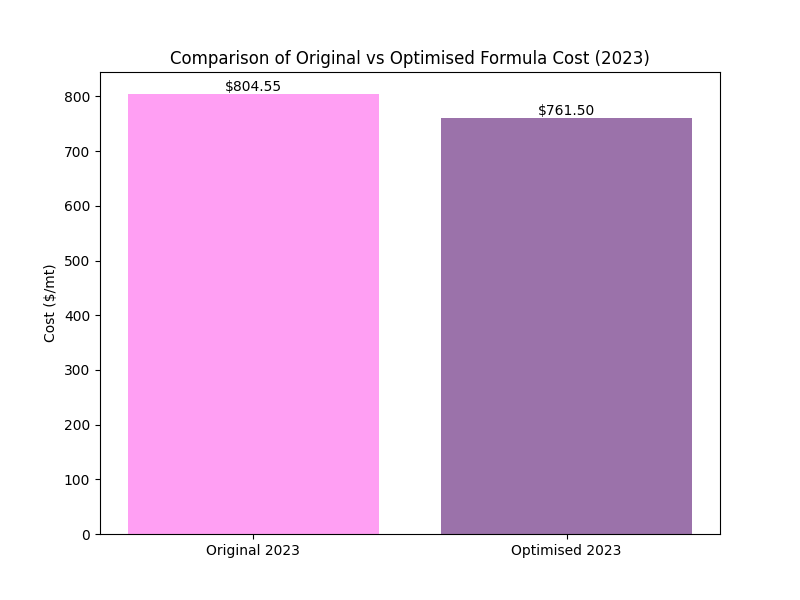 Comparison of Original vs Optimised Formula Cost (2023)
$804.55
$761.50
800
700
600
500
400
300
200
100
0
Cost ($/mt)
Original 2023
Optimised 2023